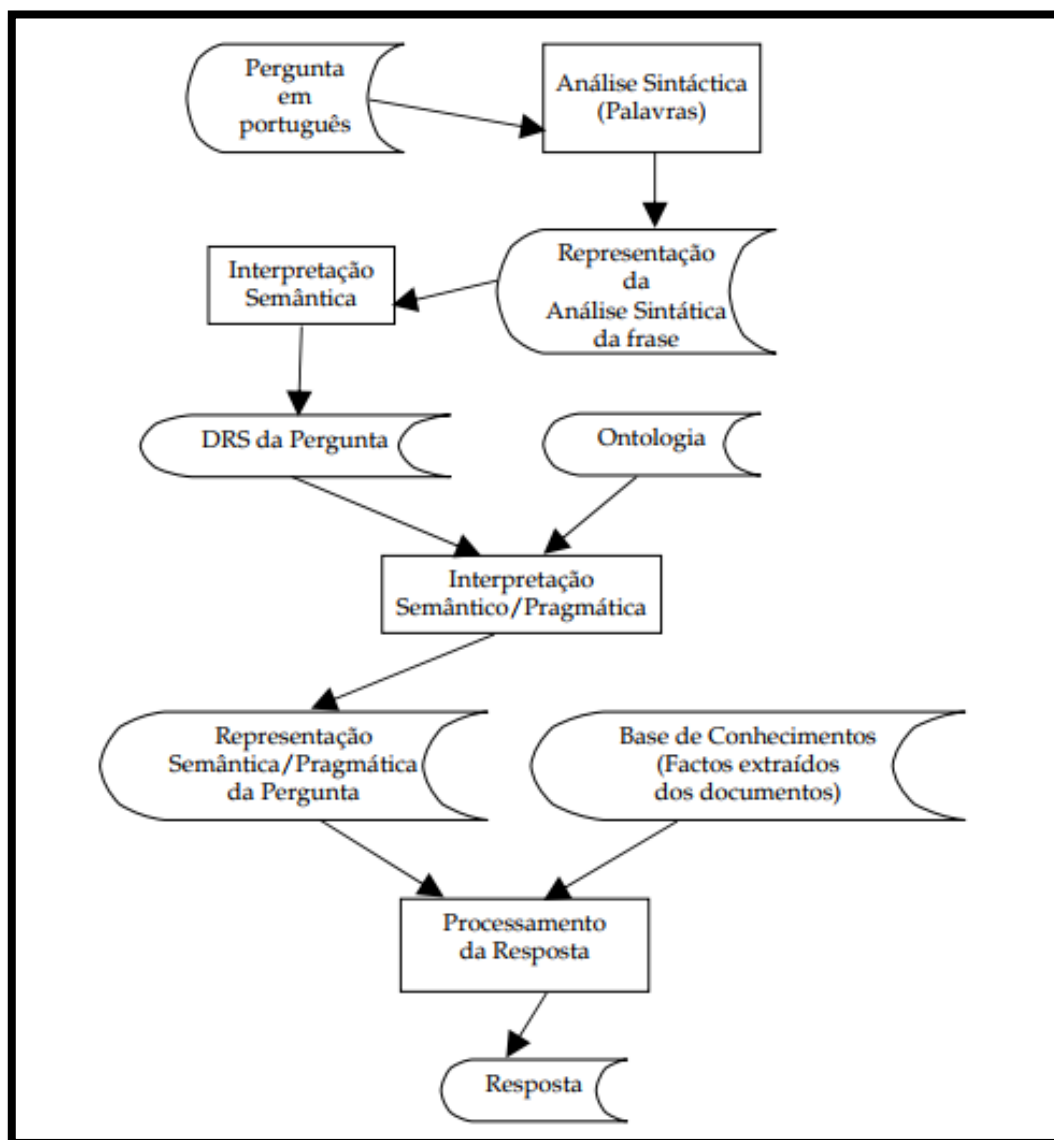 Pergunta
em
português
Análise Sintáctica
(Palavras)
Representação
da
Análise Sintática
da frase
Interpretação
Semântica
DRS da Pergunta
Ontologia
Interpretação
Semântico/Pragmática
Representação
Semântica/Pragmática
da Pergunta
Base de Conhecimentos
(Factos extraídos
dos documentos)
Processamento
da Resposta
Resposta